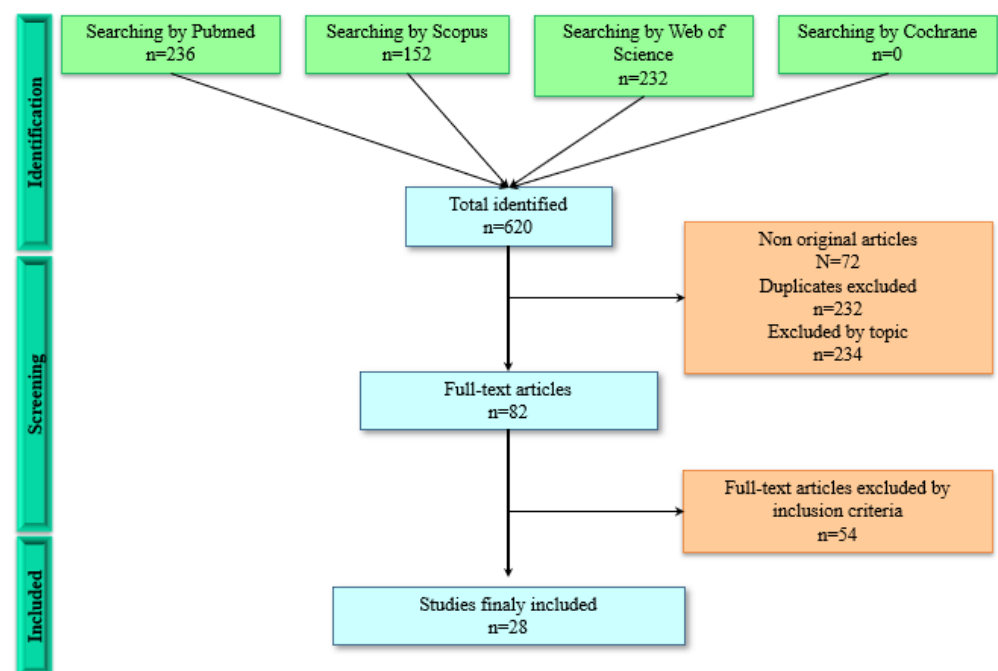 Identification
Searching by Pubmed
n=236
Searching by Scopus
n=152
Searching by Web of
Science
n=232
Searching by Cochrane
n=0
Total identified
n=620
Screening
Non original articles
N=72
Duplicates excluded
n=232
Excluded by topic
n=234
Full-text articles
n=82
Full-text articles excluded by
inclusion criteria
n=54
Included
Studies finaly included
n=28